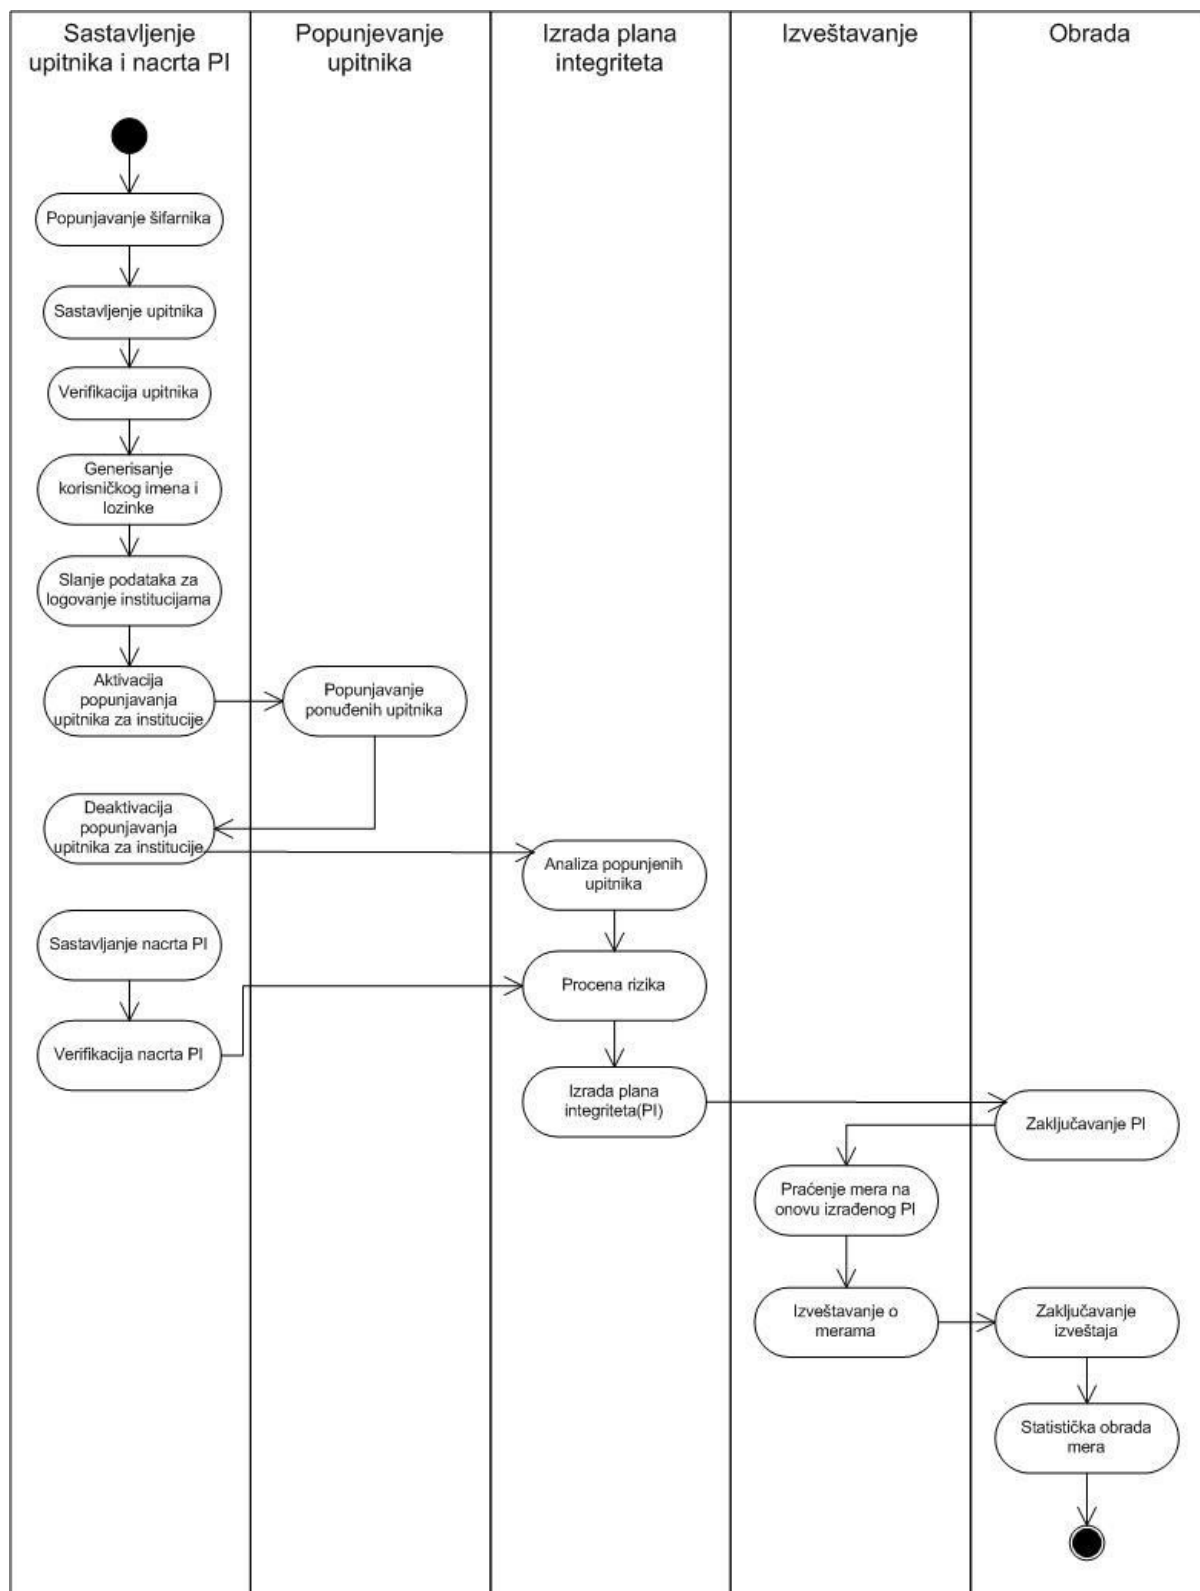 Sastavljenje
upitnika i nacrta PI
Popunjevanje
upitnika
Izrada plana
integriteta
Izveštavanje
Obrada
Popunjavanje šifarnika
Sastavljenje upitnika
Verifikacija upitnika
Generisanje
korisničkog imena i
lozinke
Slanje podataka za
logovanje institucijama
Aktivacija
popunjavanja
upitnika za institucije
Popunjavanje
ponuđenih upitnika
Deaktivacija
popunjavanja
upitnika za institucije
Analiza popunjenih
upitnika
Sastavljanje nacrta PI
Procena rizika
Verifikacija nacrta PI
Izrada plana
integriteta(PI)
Zaključavanje PI
Praćenje mera na
onovu izrađenog PI
Izveštavanje o
merama
Zaključavanje
izveštaja
Statistička obrada
mera